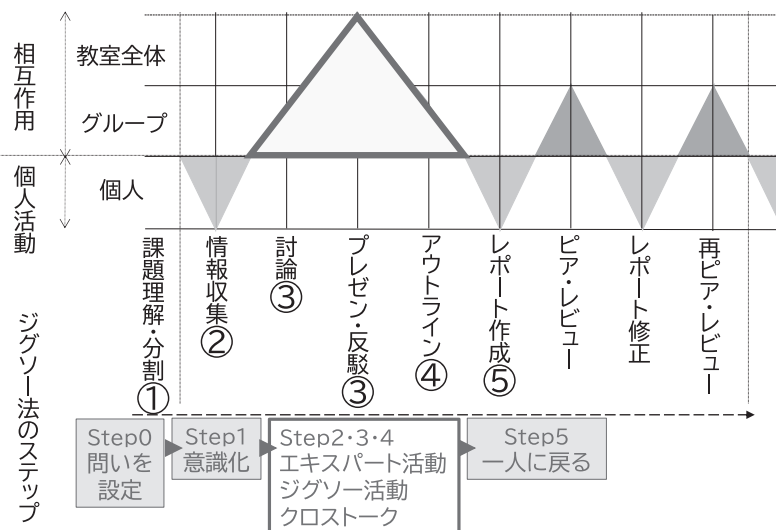 相互作用
個人活動
ジグソー法のステップ
教室全体
グループ
個人
課題理解・分割①
情報収集②
討論③
プレゼン・反駁③
アウトライン④
レポート作成⑤
ピア・レビュー
レポート修正
再ピア・レビュー
Step0
問いを
設定
Step1
意識化
Step2・3・4
エキスパート活動
ジグソー活動
クロストーク
Step5
一人に戻る